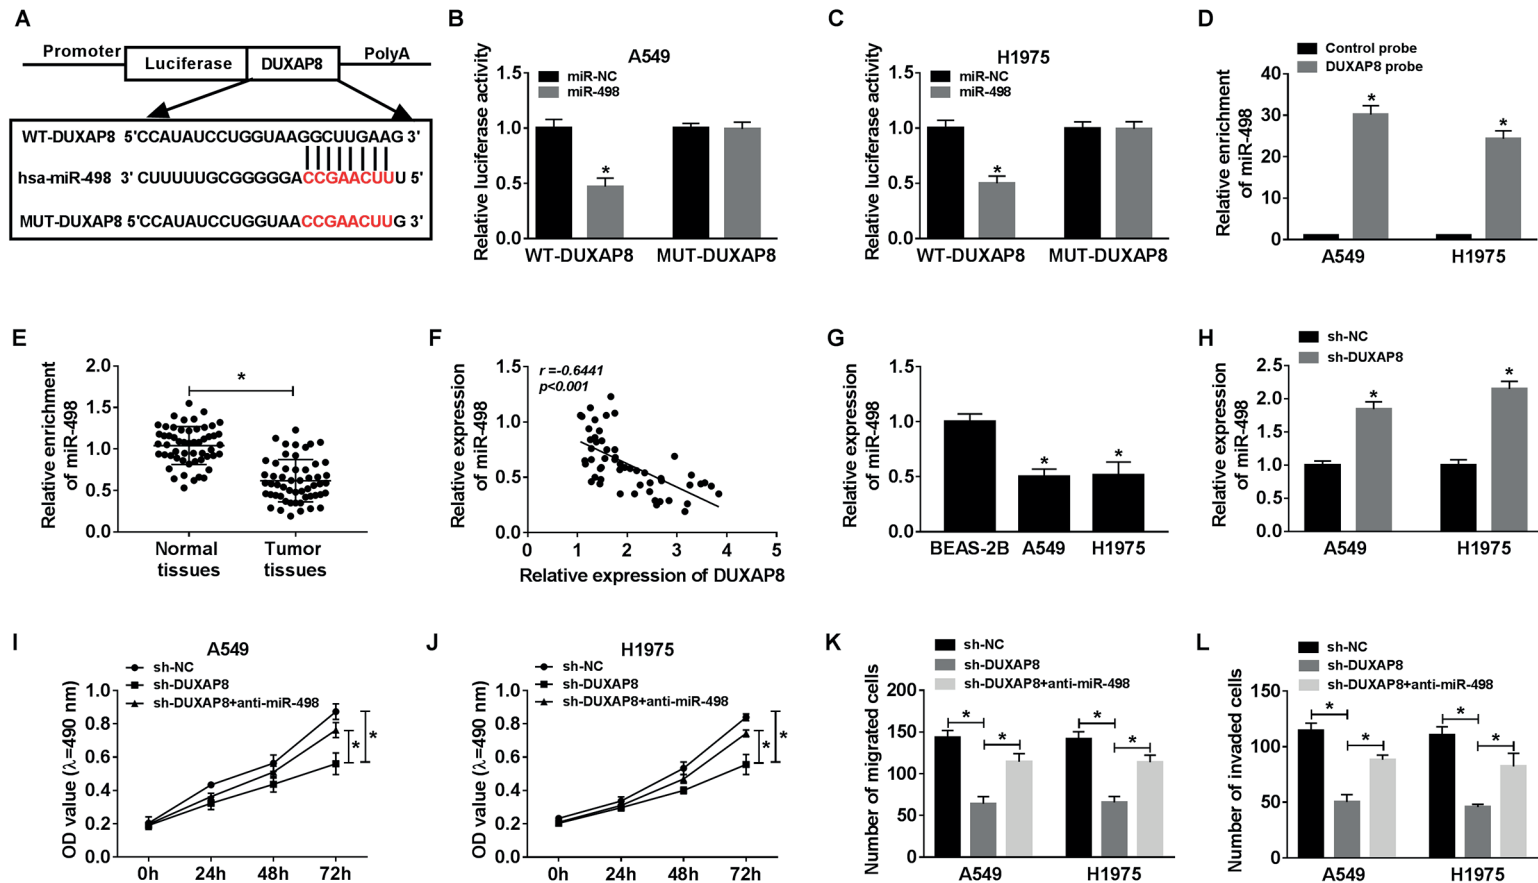 A
Promoter
Luciferase
DUXAP8
PolyA
WT-DUXAP8 5'CCAUAUCCUGGUAAGGCUUGAAG 3'
hsa-miR-498 3' CUUUUUGCGGGGGACCGAACUUU 5'
MUT-DUXAP8 5'CCAUAUCCUGGUAACCGAACUUG 3'
B
A549
miR-NC
miR-498
Relative luciferase activity
1.5
1.0
0.5
0.0
*
WT-DUXAP8 MUT-DUXAP8
C
H1975
miR-NC
miR-498
Relative luciferase activity
1.5
1.0
0.5
0.0
*
WT-DUXAP8 MUT-DUXAP8
D
Control probe
DUXAP8 probe
Relative enrichment
of miR-498
40
30
20
10
0
*
*
A549 H1975
E
Relative enrichment
of miR-498
2.0
1.5
1.0
0.5
0.0
*
Normal
tissues
Tumor
tissues
F
Relative expression
of miR-498
1.5
1.0
0.5
0.0
r =-0.6441
p<0.001
0 1 2 3 4 5
Relative expression of DUXAP8
G
Relative expression
of miR-498
1.5
1.0
0.5
0.0
*
*
BEAS-2B A549 H1975
H
sh-NC
sh-DUXAP8
Relative expression
of miR-498
2.5
2.0
1.5
1.0
0.5
0.0
*
*
A549 H1975
I
A549
sh-NC
sh-DUXAP8
sh-DUXAP8+anti-miR-498
OD value (λ=490 nm)
1.0
0.8
0.6
0.4
0.2
0.0
*
*
0h 24h 48h 72h
J
H1975
sh-NC
sh-DUXAP8
sh-DUXAP8+anti-miR-498
OD value (λ=490 nm)
1.0
0.8
0.6
0.4
0.2
0.0
*
*
0h 24h 48h 72h
K
sh-NC
sh-DUXAP8
sh-DUXAP8+anti-miR-498
Number of migrated cells
200
150
100
50
0
*
*
*
*
A549 H1975
L
sh-NC
sh-DUXAP8
sh-DUXAP8+anti-miR-498
Number of invaded cells
150
100
50
0
*
*
*
*
A549 H1975